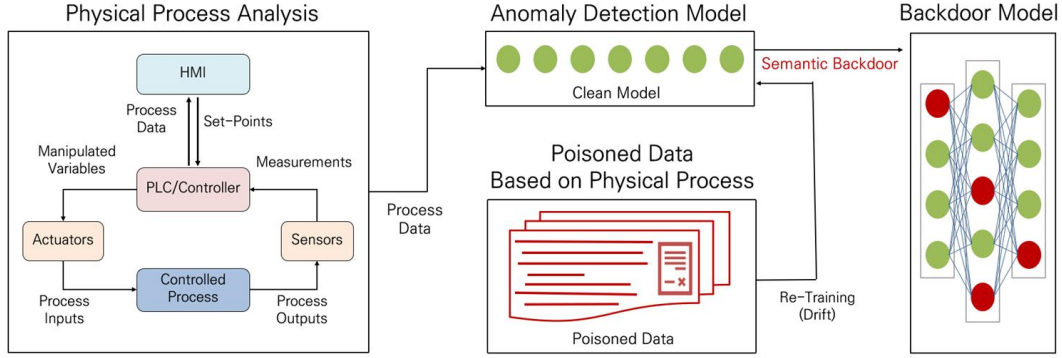 Physical Process Analysis
HMI
Process
Data
Set-Points
Manipulated
Variables
Measurements
PLC/Controller
Actuators
Sensors
Controlled
Process
Process
Inputs
Process
Outputs
Process
Data
Anomaly Detection Model
Clean Model
Semantic Backdoor
Poisoned Data
Based on Physical Process
Poisoned Data
Re-Training
(Drift)
Backdoor Model